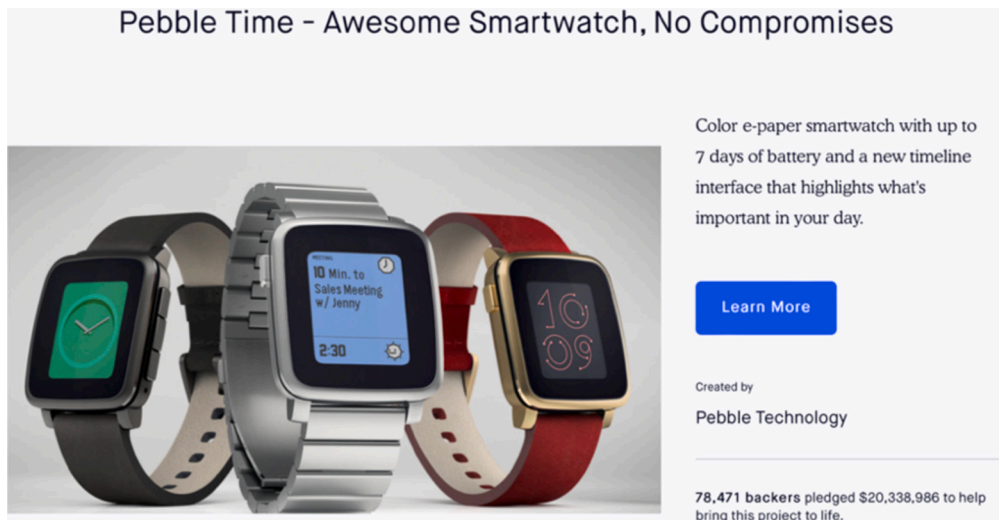 Pebble Time - Awesome Smartwatch, No Compromises
Color e-paper smartwatch with up to
7 days of battery and a new timeline
interface that highlights what's
important in your day.
MEETING
10 Min. to
Sales Meeting
w/ Jenny
2:30
10
09
Learn More
Created by
Pebble Technology
78,471 backers pledged $20,338,986 to help
bring this project to life.